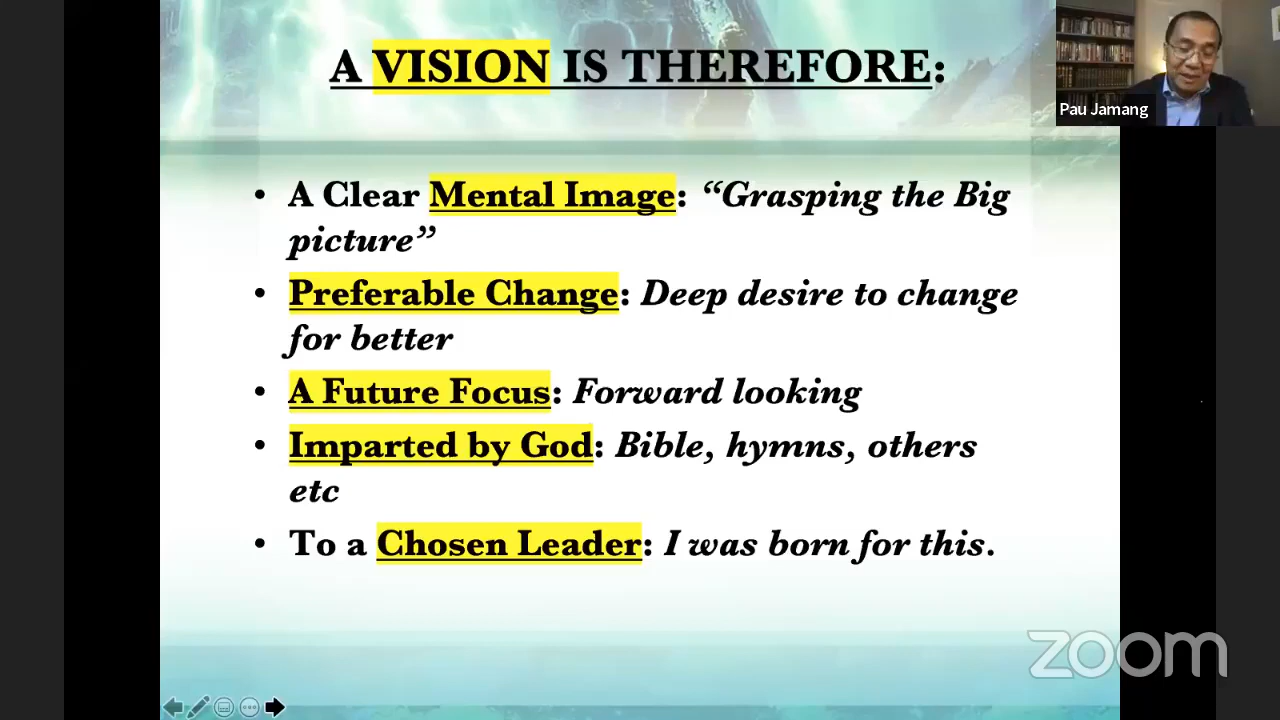 A VISION IS THEREFORE:
Pau Jamang
• A Clear Mental Image: “Grasping the Big
picture”
• Preferable Change: Deep desire to change
for better
• A Future Focus: Forward looking
• Imparted by God: Bible, hymns, others
etc
• To a Chosen Leader: I was born for this.
zoom